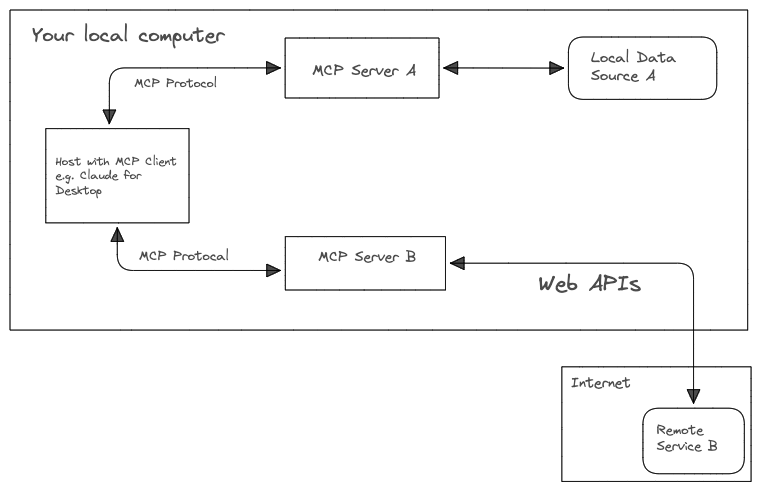 Your local computer
MCP Server A
Local Data
Source A
MCP Protocol
Host with MCP Client
e.g. Claude for
Desktop
MCP Protocal
MCP Server B
Web APIs
Internet
Remote
Service B